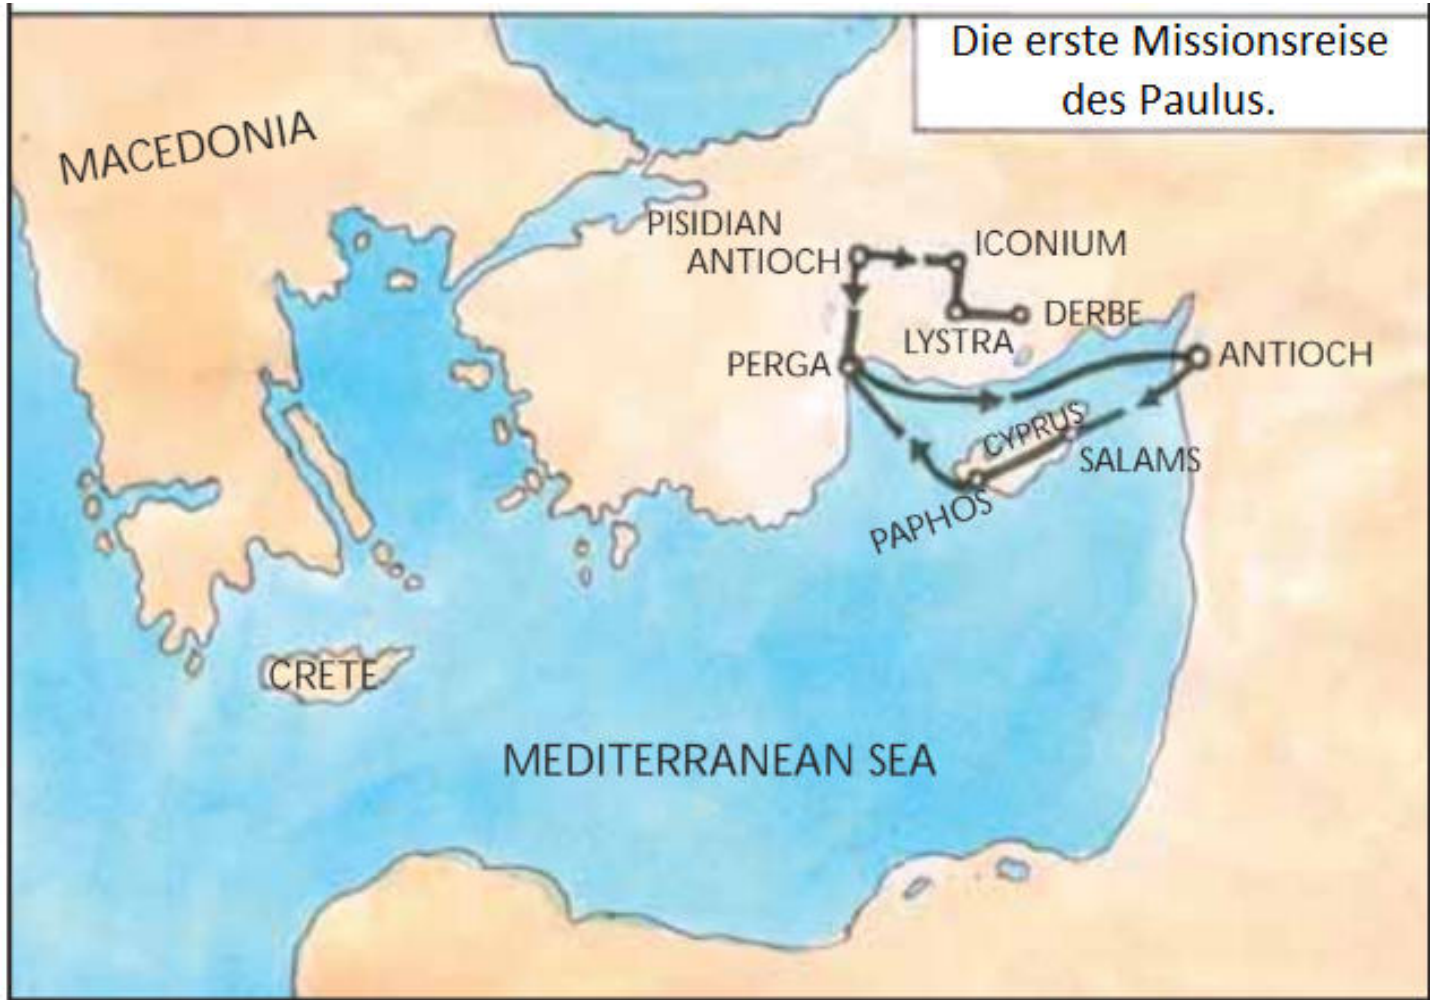 Die erste Missionsreise
des Paulus.
MACEDONIA
PISIDIAN
ANTIOCH
ICONIUM
DERBE
LYSTRA
PERGA
ANTIOCH
CYPRUS
SALAMS
PAPHOS
CRETE
MEDITERRANEAN SEA